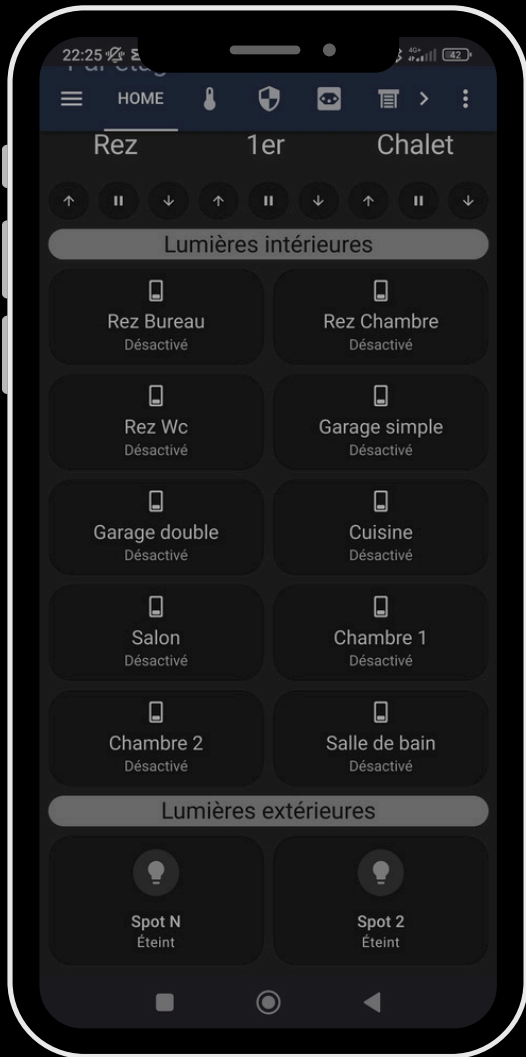 22:25
4G+
42
HOME
Rez 1er Chalet
Lumières intérieures
Rez Bureau
Désactivé
Rez Chambre
Désactivé
Rez Wc
Désactivé
Garage simple
Désactivé
Garage double
Désactivé
Cuisine
Désactivé
Salon
Désactivé
Chambre 1
Désactivé
Chambre 2
Désactivé
Salle de bain
Désactivé
Lumières extérieures
Spot N
Éteint
Spot 2
Éteint